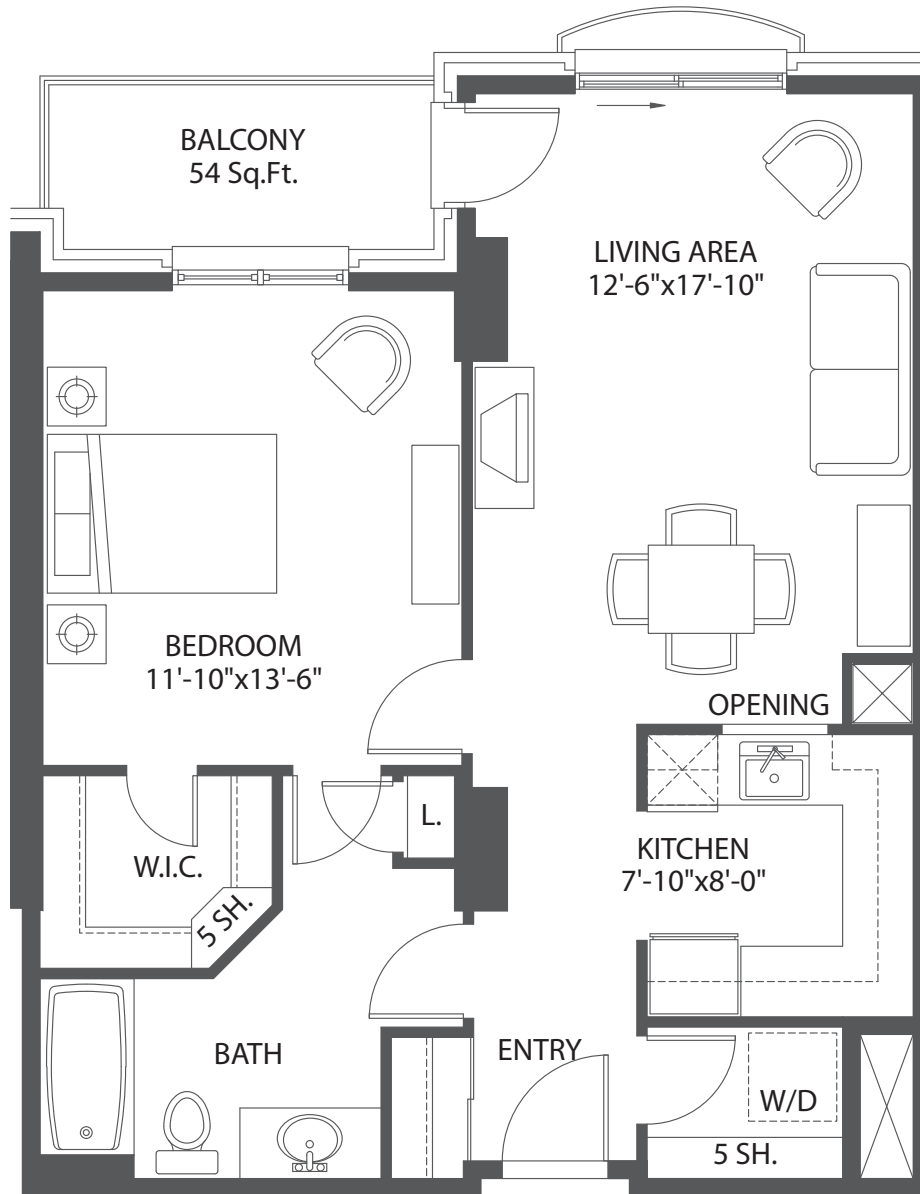 BALCONY
54 Sq.Ft.
LIVING AREA
12'-6"x17'-10"
BEDROOM
11'-10"x13'-6"
OPENING
L.
W.I.C.
5 SH.
KITCHEN
7'-10"x8'-0"
BATH
ENTRY
W/D
5 SH.